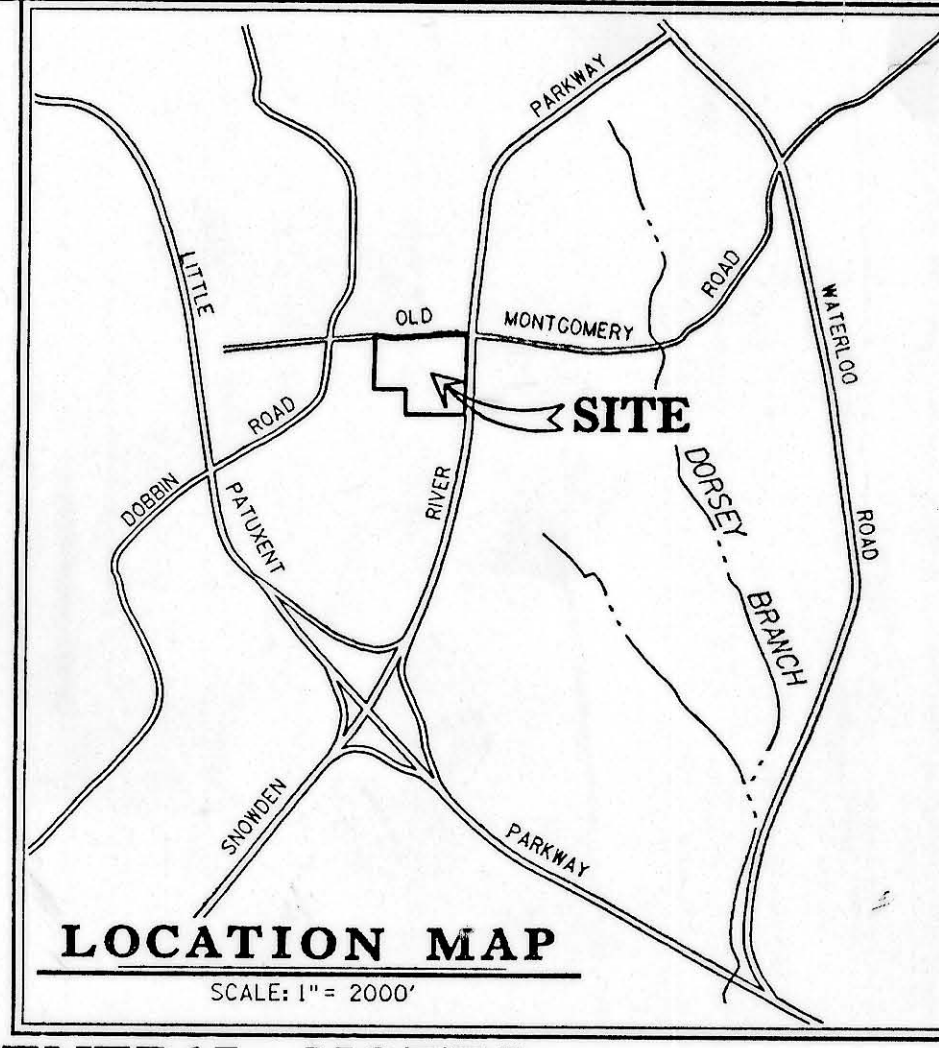 PARKWAY
LITTLE
OLD
MONTGOMERY
ROAD
WATERLOO
ROAD
SITE
DOBBIN
ROAD
PATUXENT
RIVER
DORSEY
BRANCH
ROAD
SNOWDEN
PARKWAY
LOCATION MAP
SCALE: 1" = 2000'